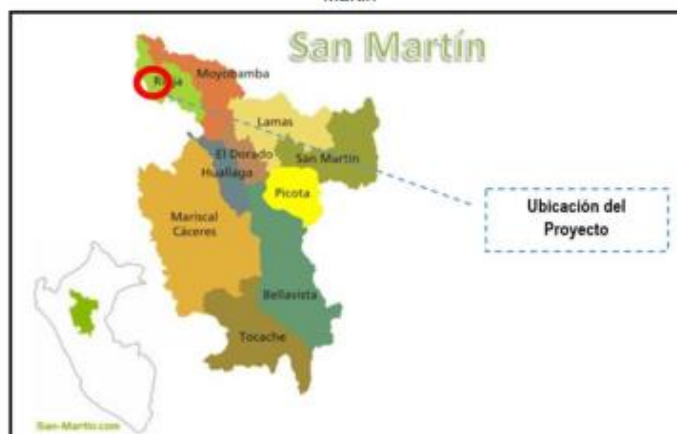 San Martín
Moyobamba
Rioja
Lamas
El Dorado
San Martín
Huallaga
Picota
Mariscal
Cáceres
Bellavista
Tocache
Ubicación del
Proyecto
San-Martin.com